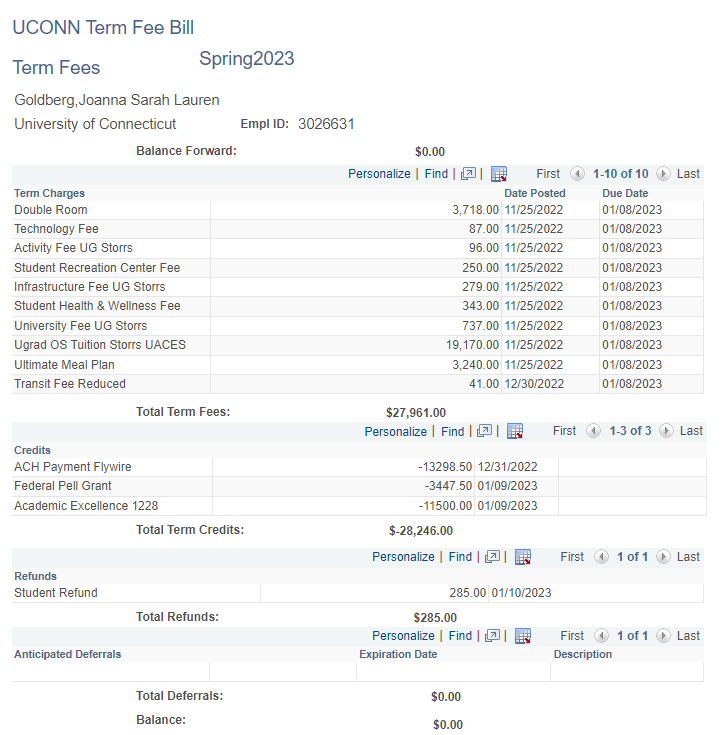 UCONN Term Fee Bill
Term Fees Spring2023
Goldberg,Joanna Sarah Lauren
University of Connecticut Empl ID: 3026631
Balance Forward: $0.00
Personalize | Find | | First 1-10 of 10 Last
Term Charges Date Posted Due Date
Double Room 3,718.00 11/25/2022 01/08/2023
Technology Fee 87.00 11/25/2022 01/08/2023
Activity Fee UG Storrs 96.00 11/25/2022 01/08/2023
Student Recreation Center Fee 250.00 11/25/2022 01/08/2023
Infrastructure Fee UG Storrs 279.00 11/25/2022 01/08/2023
Student Health & Wellness Fee 343.00 11/25/2022 01/08/2023
University Fee UG Storrs 737.00 11/25/2022 01/08/2023
Ugrad OS Tuition Storrs UACES 19,170.00 11/25/2022 01/08/2023
Ultimate Meal Plan 3,240.00 11/25/2022 01/08/2023
Transit Fee Reduced 41.00 12/30/2022 01/08/2023
Total Term Fees: $27,961.00
Personalize | Find | | First 1-3 of 3 Last
Credits
ACH Payment Flywire -13298.50 12/31/2022
Federal Pell Grant -3447.50 01/09/2023
Academic Excellence 1228 -11500.00 01/09/2023
Total Term Credits: $-28,246.00
Personalize | Find | | First 1 of 1 Last
Refunds
Student Refund 285.00 01/10/2023
Total Refunds: $285.00
Personalize | Find | | First 1 of 1 Last
Anticipated Deferrals Expiration Date Description
Total Deferrals: $0.00
Balance: $0.00